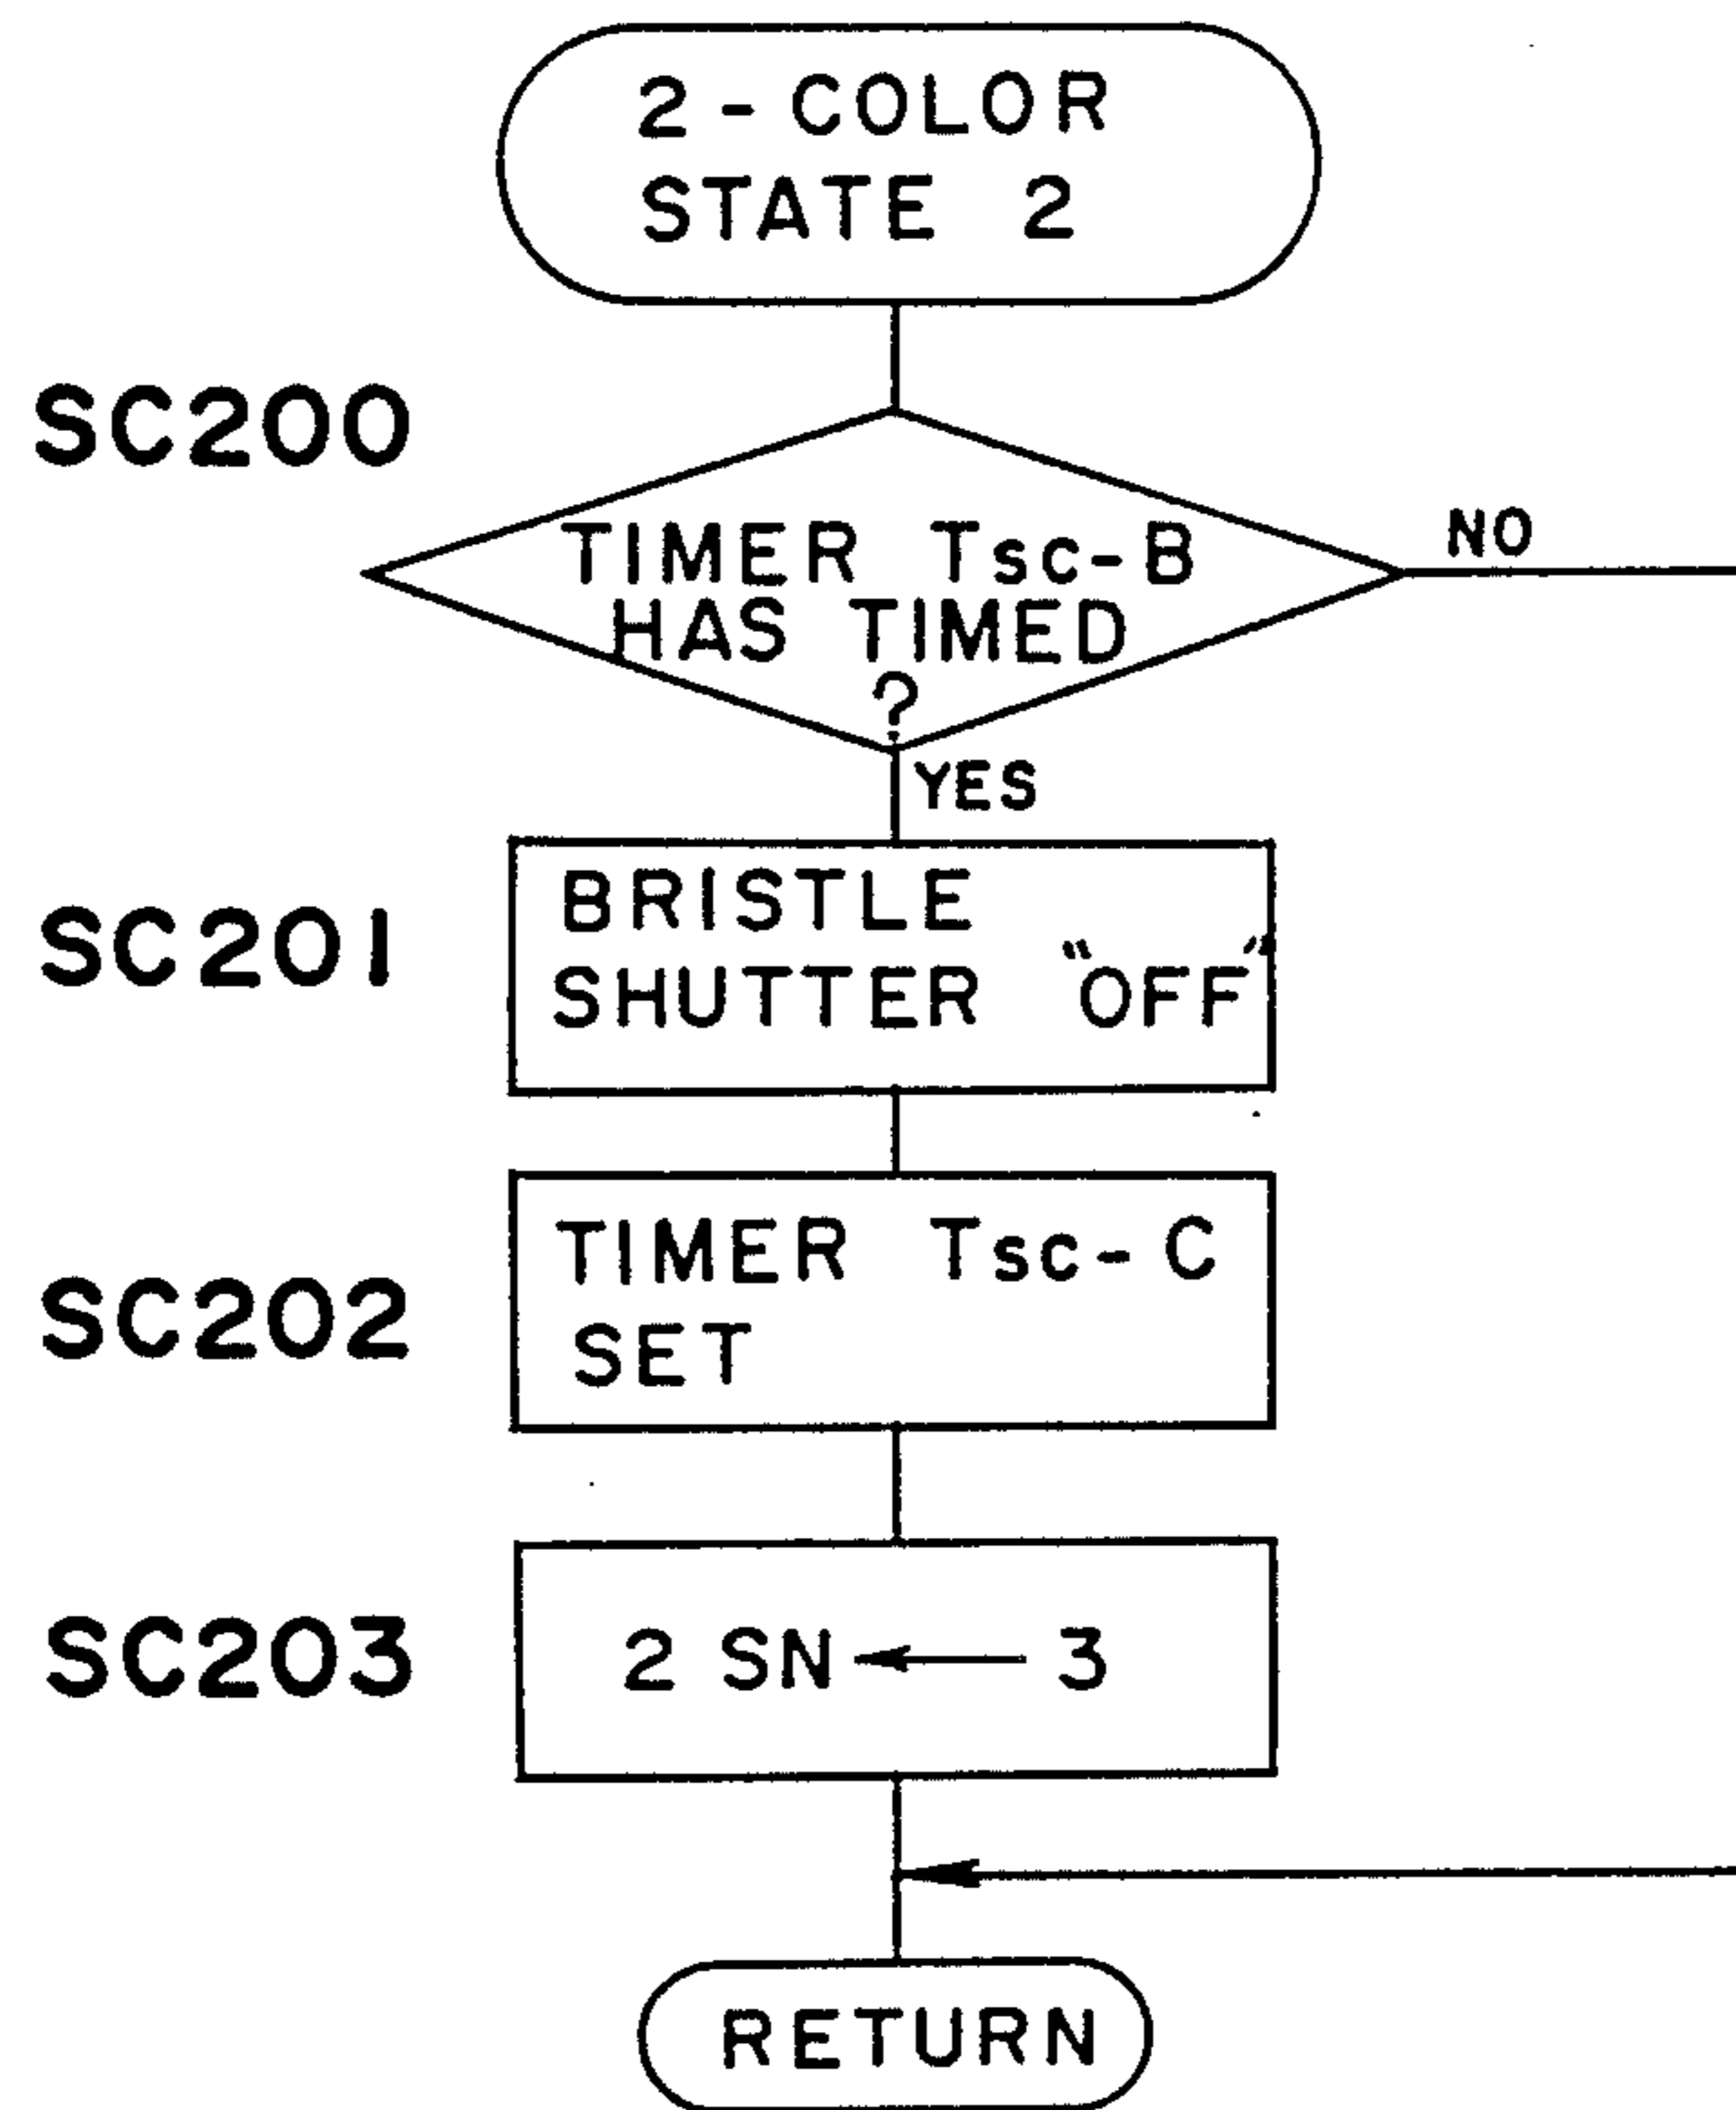 2-COLOR
STATE 2
SC200
TIMER Tsc-B
HAS TIMED
?
NO
YES
SC201
BRISTLE
SHUTTER "OFF"
SC202
TIMER Tsc-C
SET
SC203
2 SN ← 3
RETURN